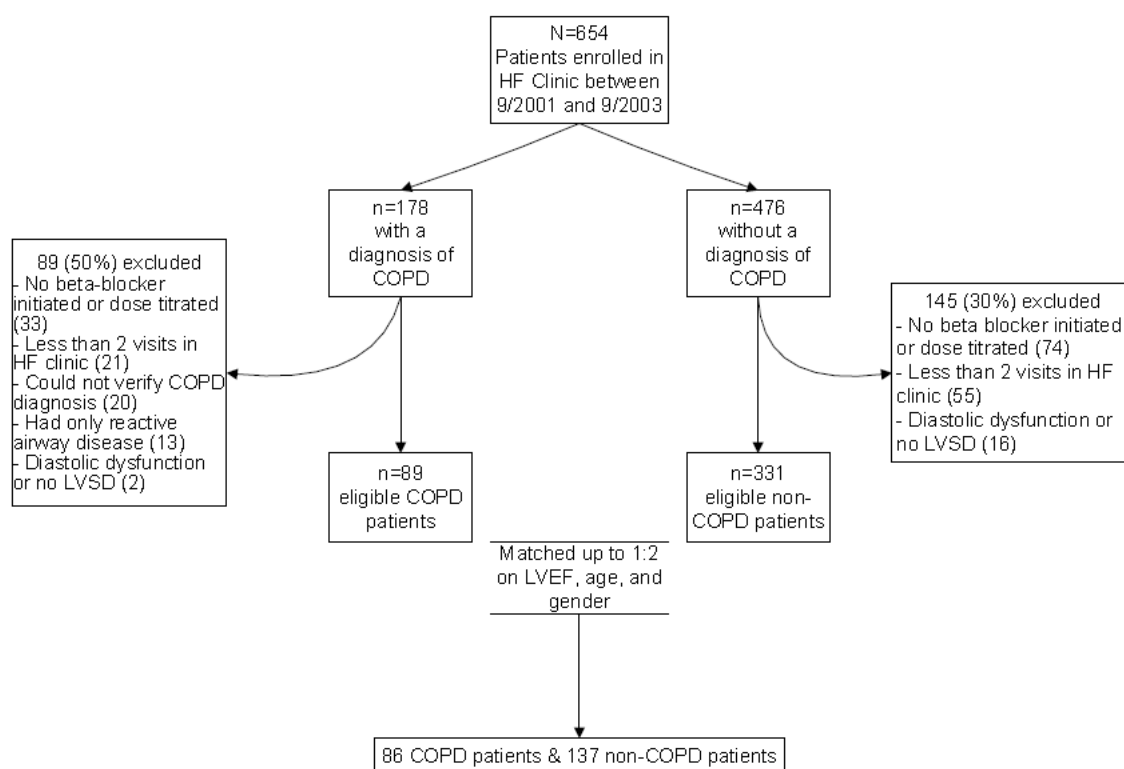 N=654
Patients enrolled in
HF Clinic between
9/2001 and 9/2003
n=178
with a
diagnosis of
COPD
n=476
without a
diagnosis of
COPD
89 (50%) excluded
- No beta-blocker
initiated or dose titrated
(33)
- Less than 2 visits in
HF clinic (21)
- Could not verify COPD
diagnosis (20)
- Had only reactive
airway disease (13)
- Diastolic dysfunction
or no LVSD (2)
145 (30%) excluded
- No beta blocker initiated
or dose titrated (74)
- Less than 2 visits in HF
clinic (55)
- Diastolic dysfunction or
no LVSD (16)
n=89
eligible COPD
patients
n=331
eligible non-
COPD patients
Matched up to 1:2
on LVEF, age, and
gender
86 COPD patients & 137 non-COPD patients